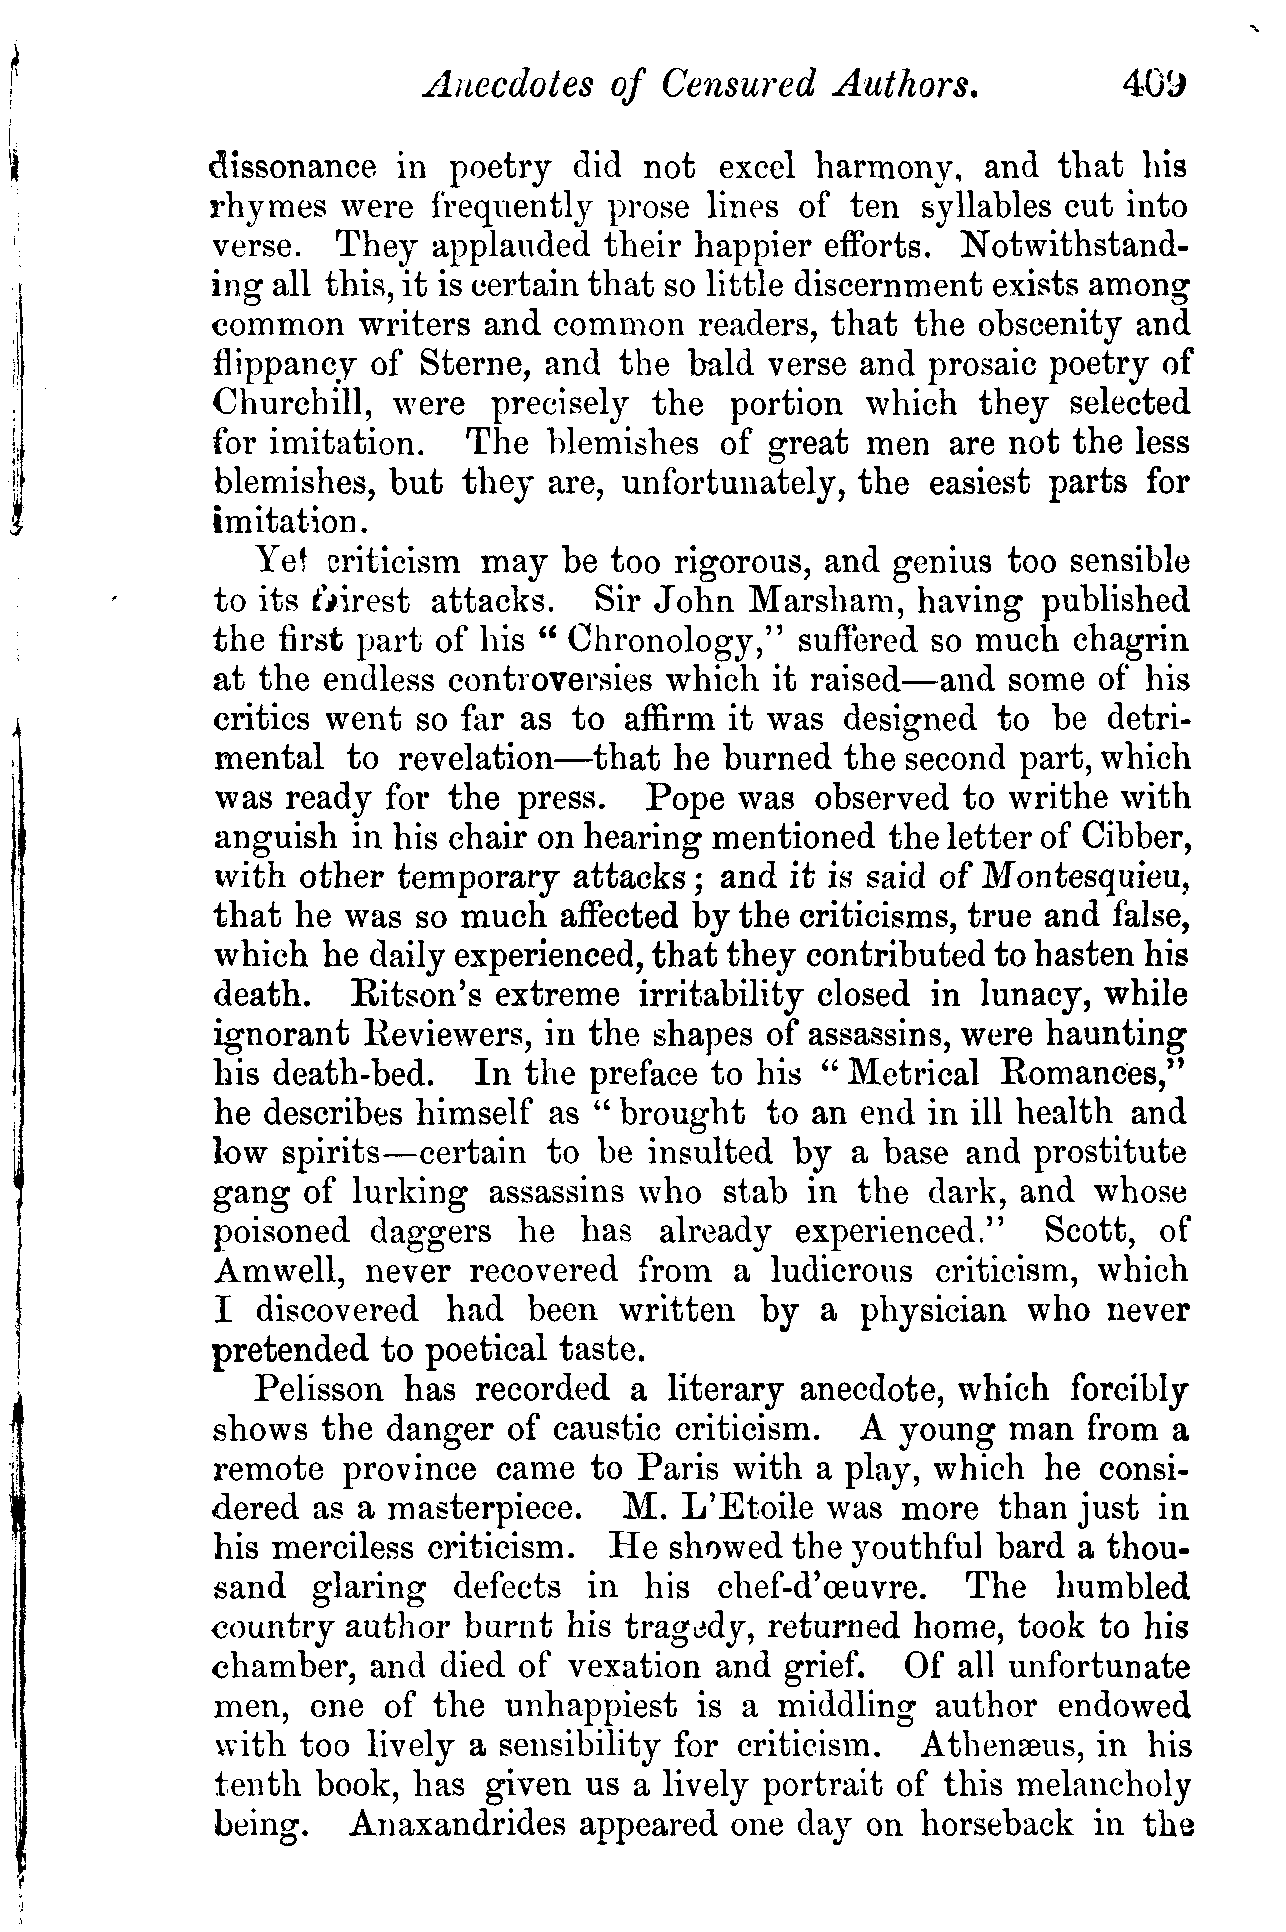 Anecdotes of Censured Authors. 409
dissonance in poetry did not excel harmony, and that his
rhymes were frequently prose lines of ten syllables cut into
verse. They applauded their happier efforts. Notwithstand-
ing all this, it is certain that so little discernment exists among
common writers and common readers, that the obscenity and
flippancy of Sterne, and the bald verse and prosaic poetry of
Churchill, were precisely the portion which they selected
for imitation. The blemishes of great men are not the less
blemishes, but they are, unfortunately, the easiest parts for
imitation.
Yet criticism may be too rigorous, and genius too sensible
to its fairest attacks. Sir John Marsham, having published
the first part of his “ Chronology,” suffered so much chagrin
at the endless controversies which it raised—and some of his
critics went so far as to affirm it was designed to be detri-
mental to revelation—that he burned the second part, which
was ready for the press. Pope was observed to writhe with
anguish in his chair on hearing mentioned the letter of Cibber,
with other temporary attacks; and it is said of Montesquieu,
that he was so much affected by the criticisms, true and false,
which he daily experienced, that they contributed to hasten his
death. Ritson's extreme irritability closed in lunacy, while
ignorant Reviewers, in the shapes of assassins, were haunting
his death-bed. In the preface to his “ Metrical Romances,”
he describes himself as “ brought to an end in ill health and
low spirits—certain to be insulted by a base and prostitute
gang of lurking assassins who stab in the dark, and whose
poisoned daggers he has already experienced.” Scott, of
Amwell, never recovered from a ludicrous criticism, which
I discovered had been written by a physician who never
pretended to poetical taste.
Pelisson has recorded a literary anecdote, which forcibly
shows the danger of caustic criticism. A young man from a
remote province came to Paris with a play, which he consi-
dered as a masterpiece. M. L'Etoile was more than just in
his merciless criticism. He showed the youthful bard a thou-
sand glaring defects in his chef-d'œuvre. The humbled
country author burnt his tragedy, returned home, took to his
chamber, and died of vexation and grief. Of all unfortunate
men, one of the unhappiest is a middling author endowed
with too lively a sensibility for criticism. Athenæus, in his
tenth book, has given us a lively portrait of this melancholy
being. Anaxandrides appeared one day on horseback in the